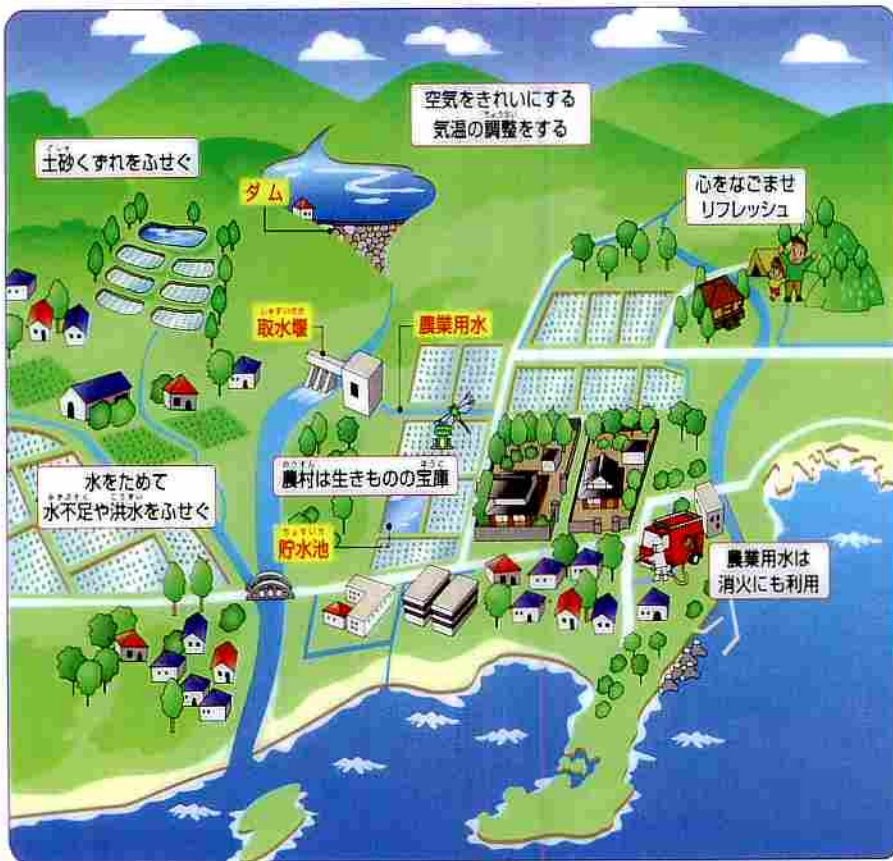 空気をきれいにする
気温の調整をする
土砂くずれをふせぐ
ダム
心をなごませ
リフレッシュ
取水堰
農業用水
農村は生きものの宝庫
水をためて
水不足や洪水をふせぐ
貯水池
農業用水は
消火にも利用